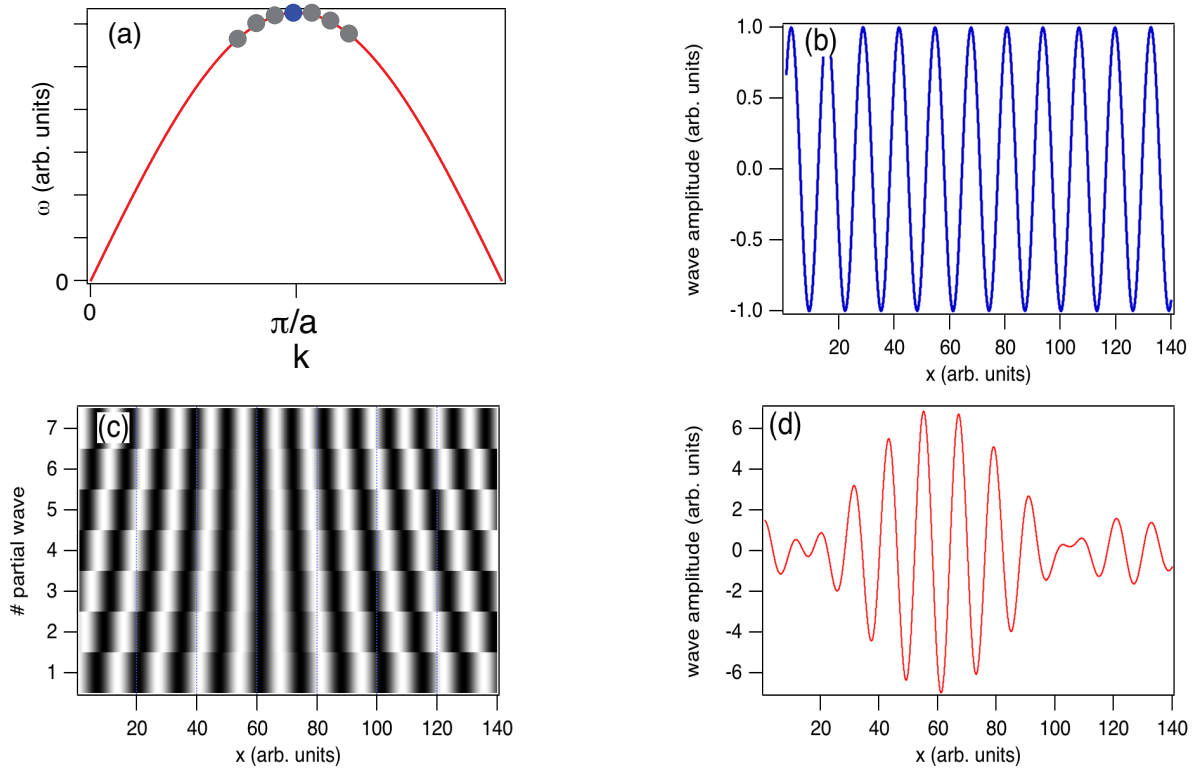 (a)
ω (arb. units)
0
0
π/a
k
(b)
wave amplitude (arb. units)
1.0
0.5
0.0
-0.5
-1.0
20 40 60 80 100 120 140
x (arb. units)
(c)
# partial wave
7
6
5
4
3
2
1
20 40 60 80 100 120 140
x (arb. units)
(d)
wave amplitude (arb. units)
6
4
2
0
-2
-4
-6
20 40 60 80 100 120 140
x (arb. units)